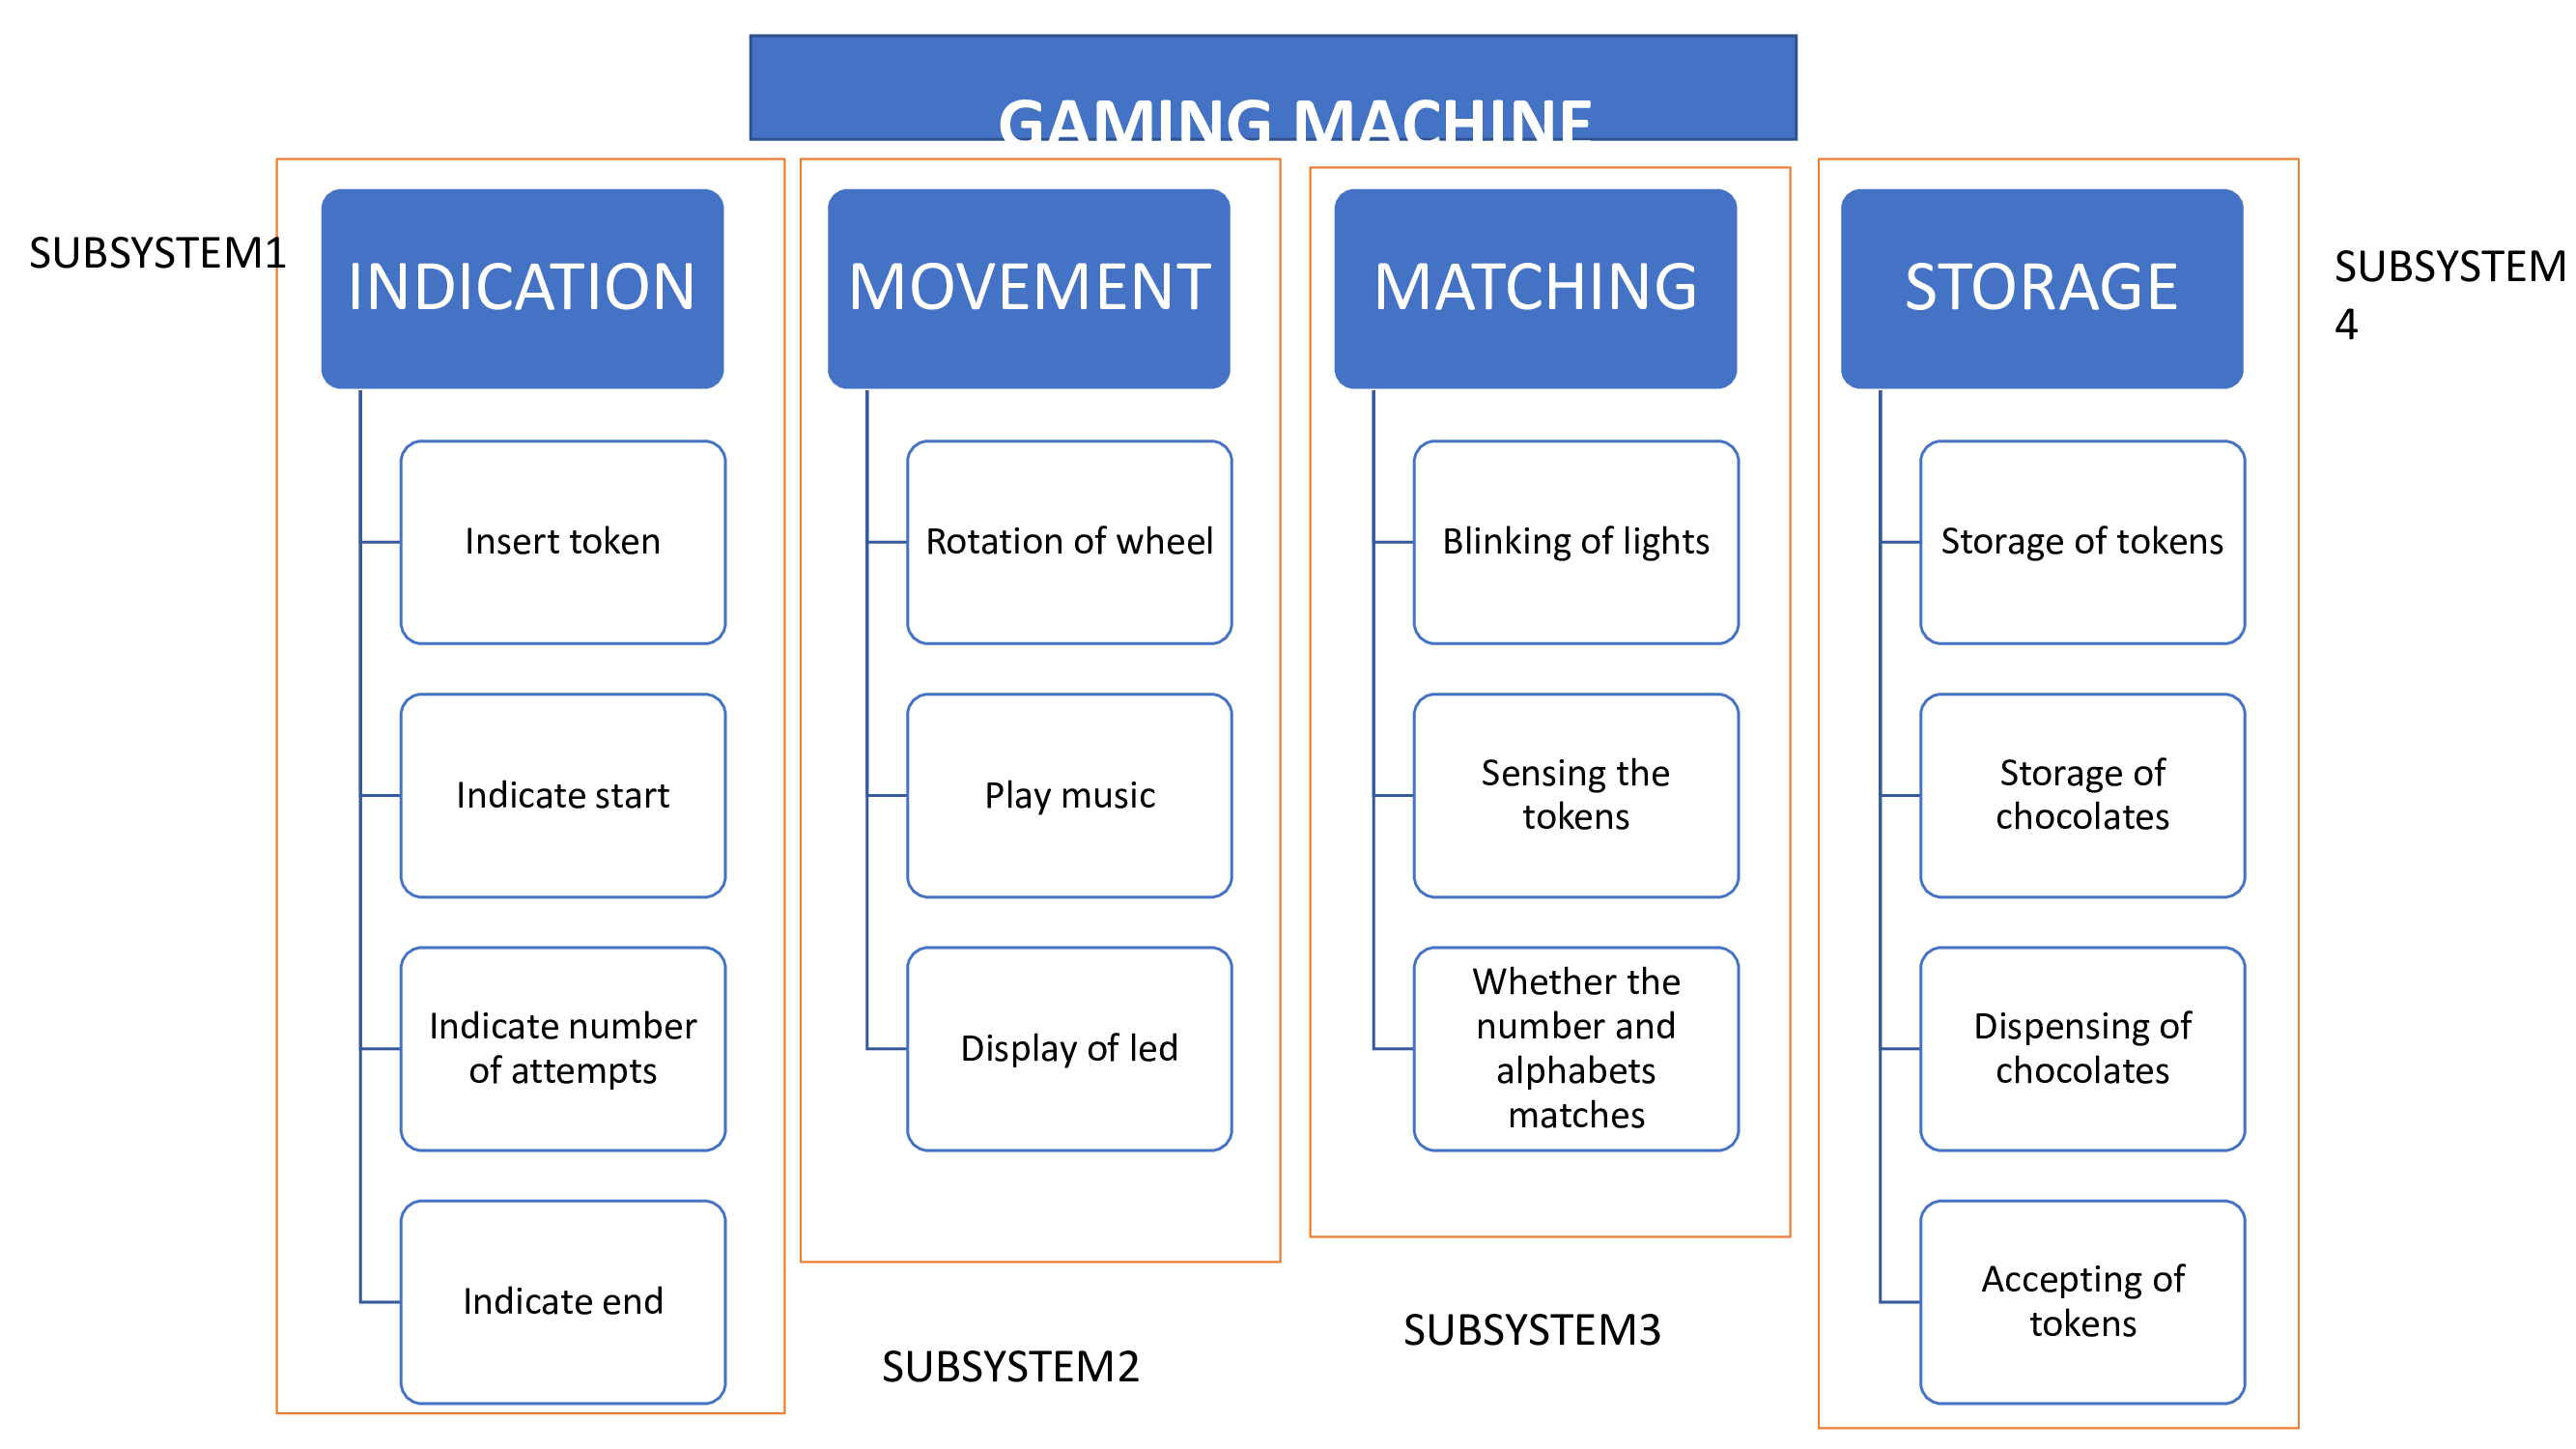 GAMING MACHINE
SUBSYSTEM1
INDICATION
Insert token
Indicate start
Indicate number
of attempts
Indicate end
MOVEMENT
Rotation of wheel
Play music
Display of led
SUBSYSTEM2
MATCHING
Blinking of lights
Sensing the
tokens
Whether the
number and
alphabets
matches
SUBSYSTEM3
STORAGE
Storage of tokens
Storage of
chocolates
Dispensing of
chocolates
Accepting of
tokens
SUBSYSTEM
4